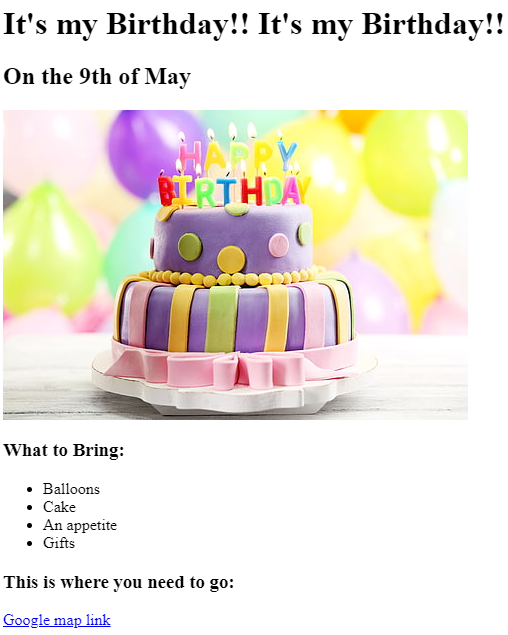 It's my Birthday!! It's my Birthday!!
On the 9th of May
HAPPY
BIRTHDAY
What to Bring:
Balloons
Cake
An appetite
Gifts
This is where you need to go:
Google map link